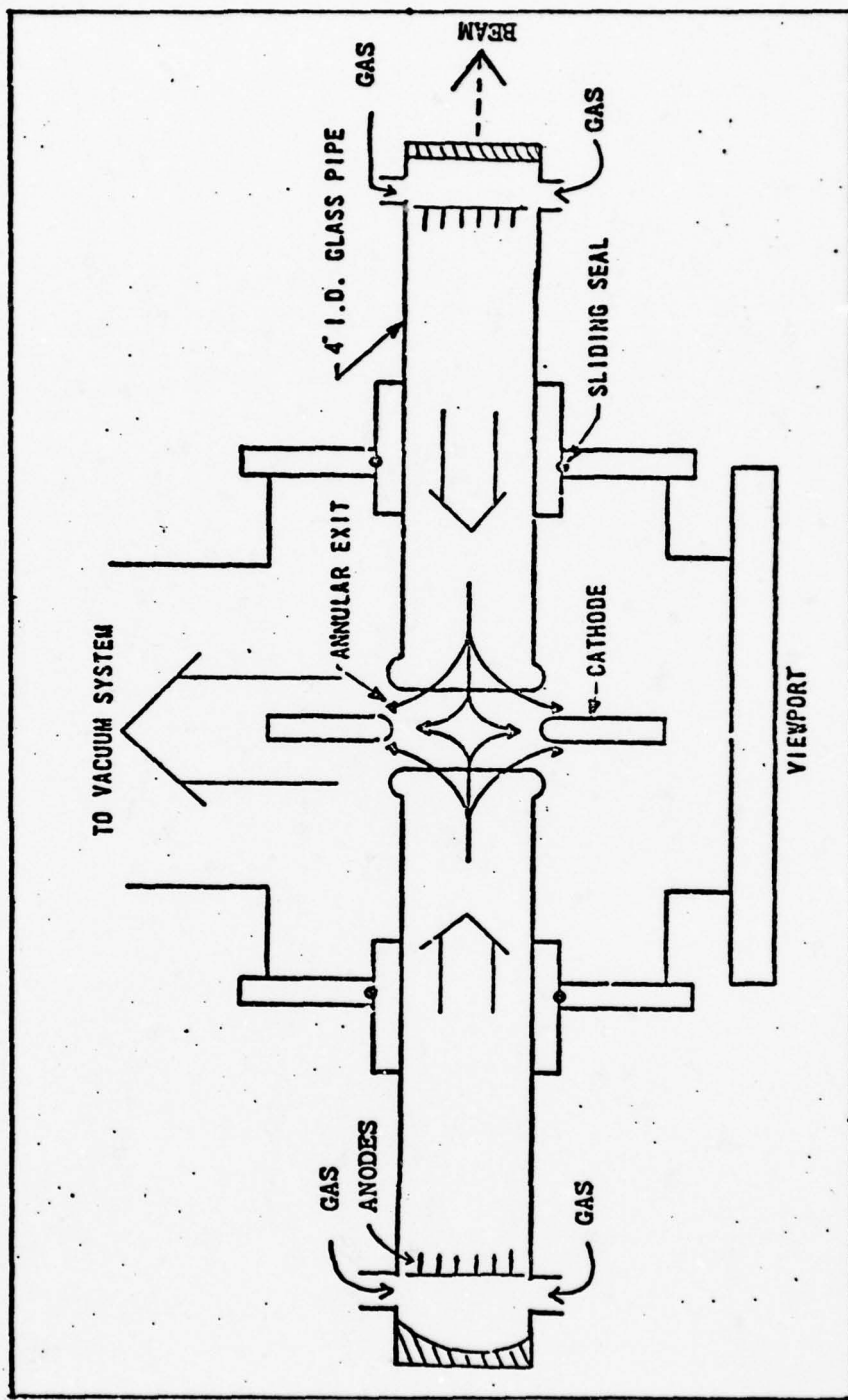 TO VACUUM SYSTEM
GAS
ANODES
GAS
ANNULAR EXIT
4" I.D. GLASS PIPE
GAS
BEAM
GAS
CATHODE
SLIDING SEAL
VIEWPORT